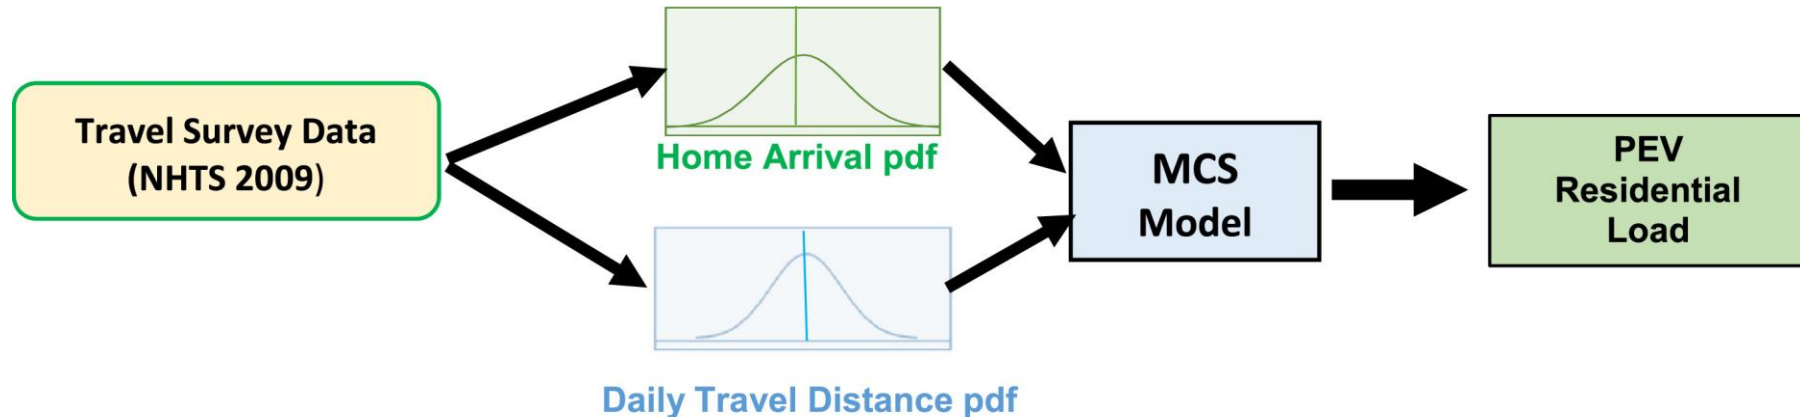 Travel Survey Data
(NHTS 2009)
Home Arrival pdf
Daily Travel Distance pdf
MCS
Model
PEV
Residential
Load